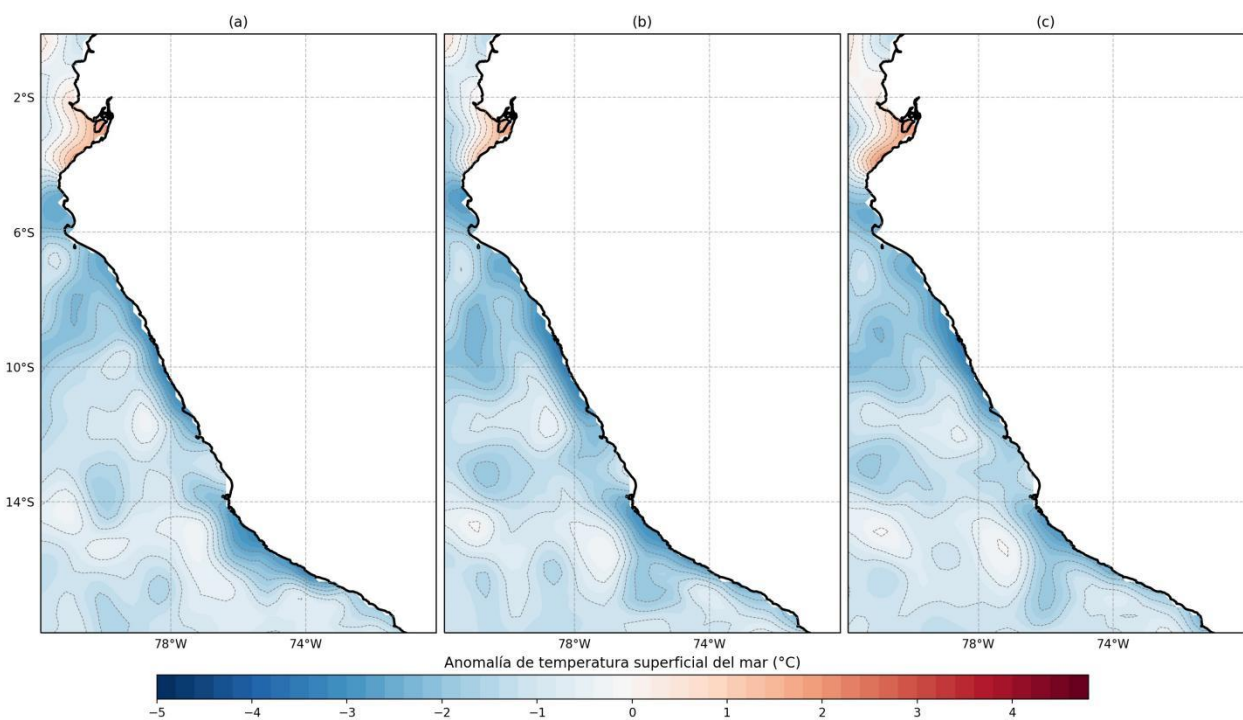 (a) (b) (c)
2°S
6°S
10°S
14°S
78°W 74°W 78°W 74°W 78°W 74°W
Anomalía de temperatura superficial del mar (°C)
−5 −4 −3 −2 −1 0 1 2 3 4